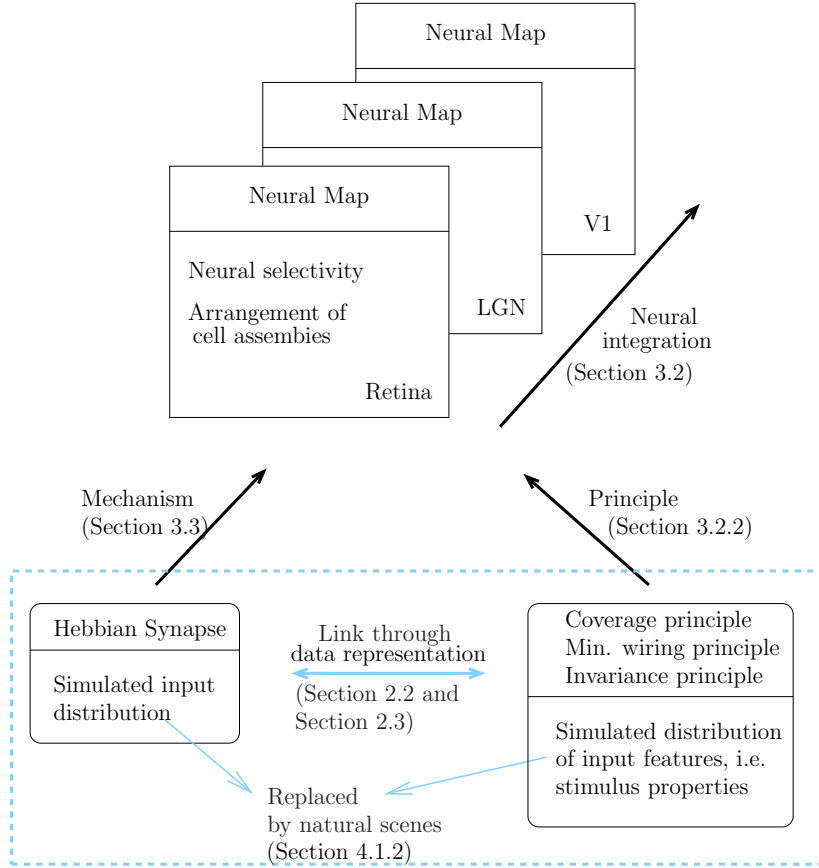 Neural Map
V1
Neural Map
LGN
Neural Map
Neural selectivity
Arrangement of
cell assembies
Retina
Neural
integration
(Section 3.2)
Mechanism
(Section 3.3)
Principle
(Section 3.2.2)
Hebbian Synapse
Simulated input
distribution
Link through
data representation
(Section 2.2 and
Section 2.3)
Coverage principle
Min. wiring principle
Invariance principle
Simulated distribution
of input features, i.e.
stimulus properties
Replaced
by natural scenes
(Section 4.1.2)